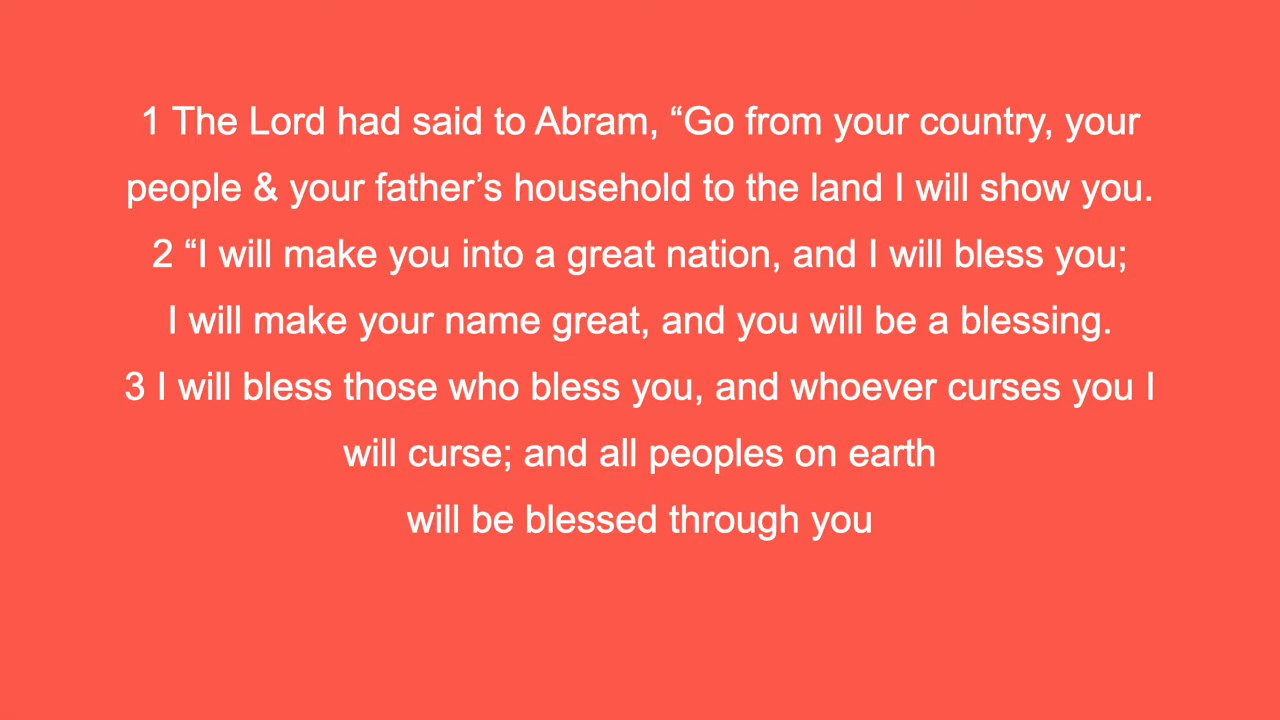 1 The Lord had said to Abram, “Go from your country, your
people & your father’s household to the land I will show you.
2 “I will make you into a great nation, and I will bless you;
I will make your name great, and you will be a blessing.
3 I will bless those who bless you, and whoever curses you I
will curse; and all peoples on earth
will be blessed through you